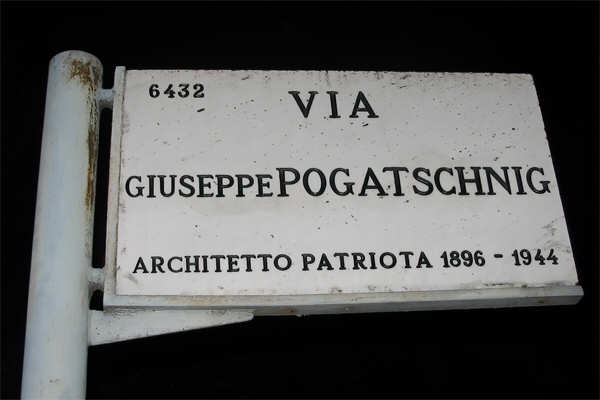 6432
VIA
GIUSEPPE POGATSCHNIG
ARCHITETTO PATRIOTA 1896 - 1944